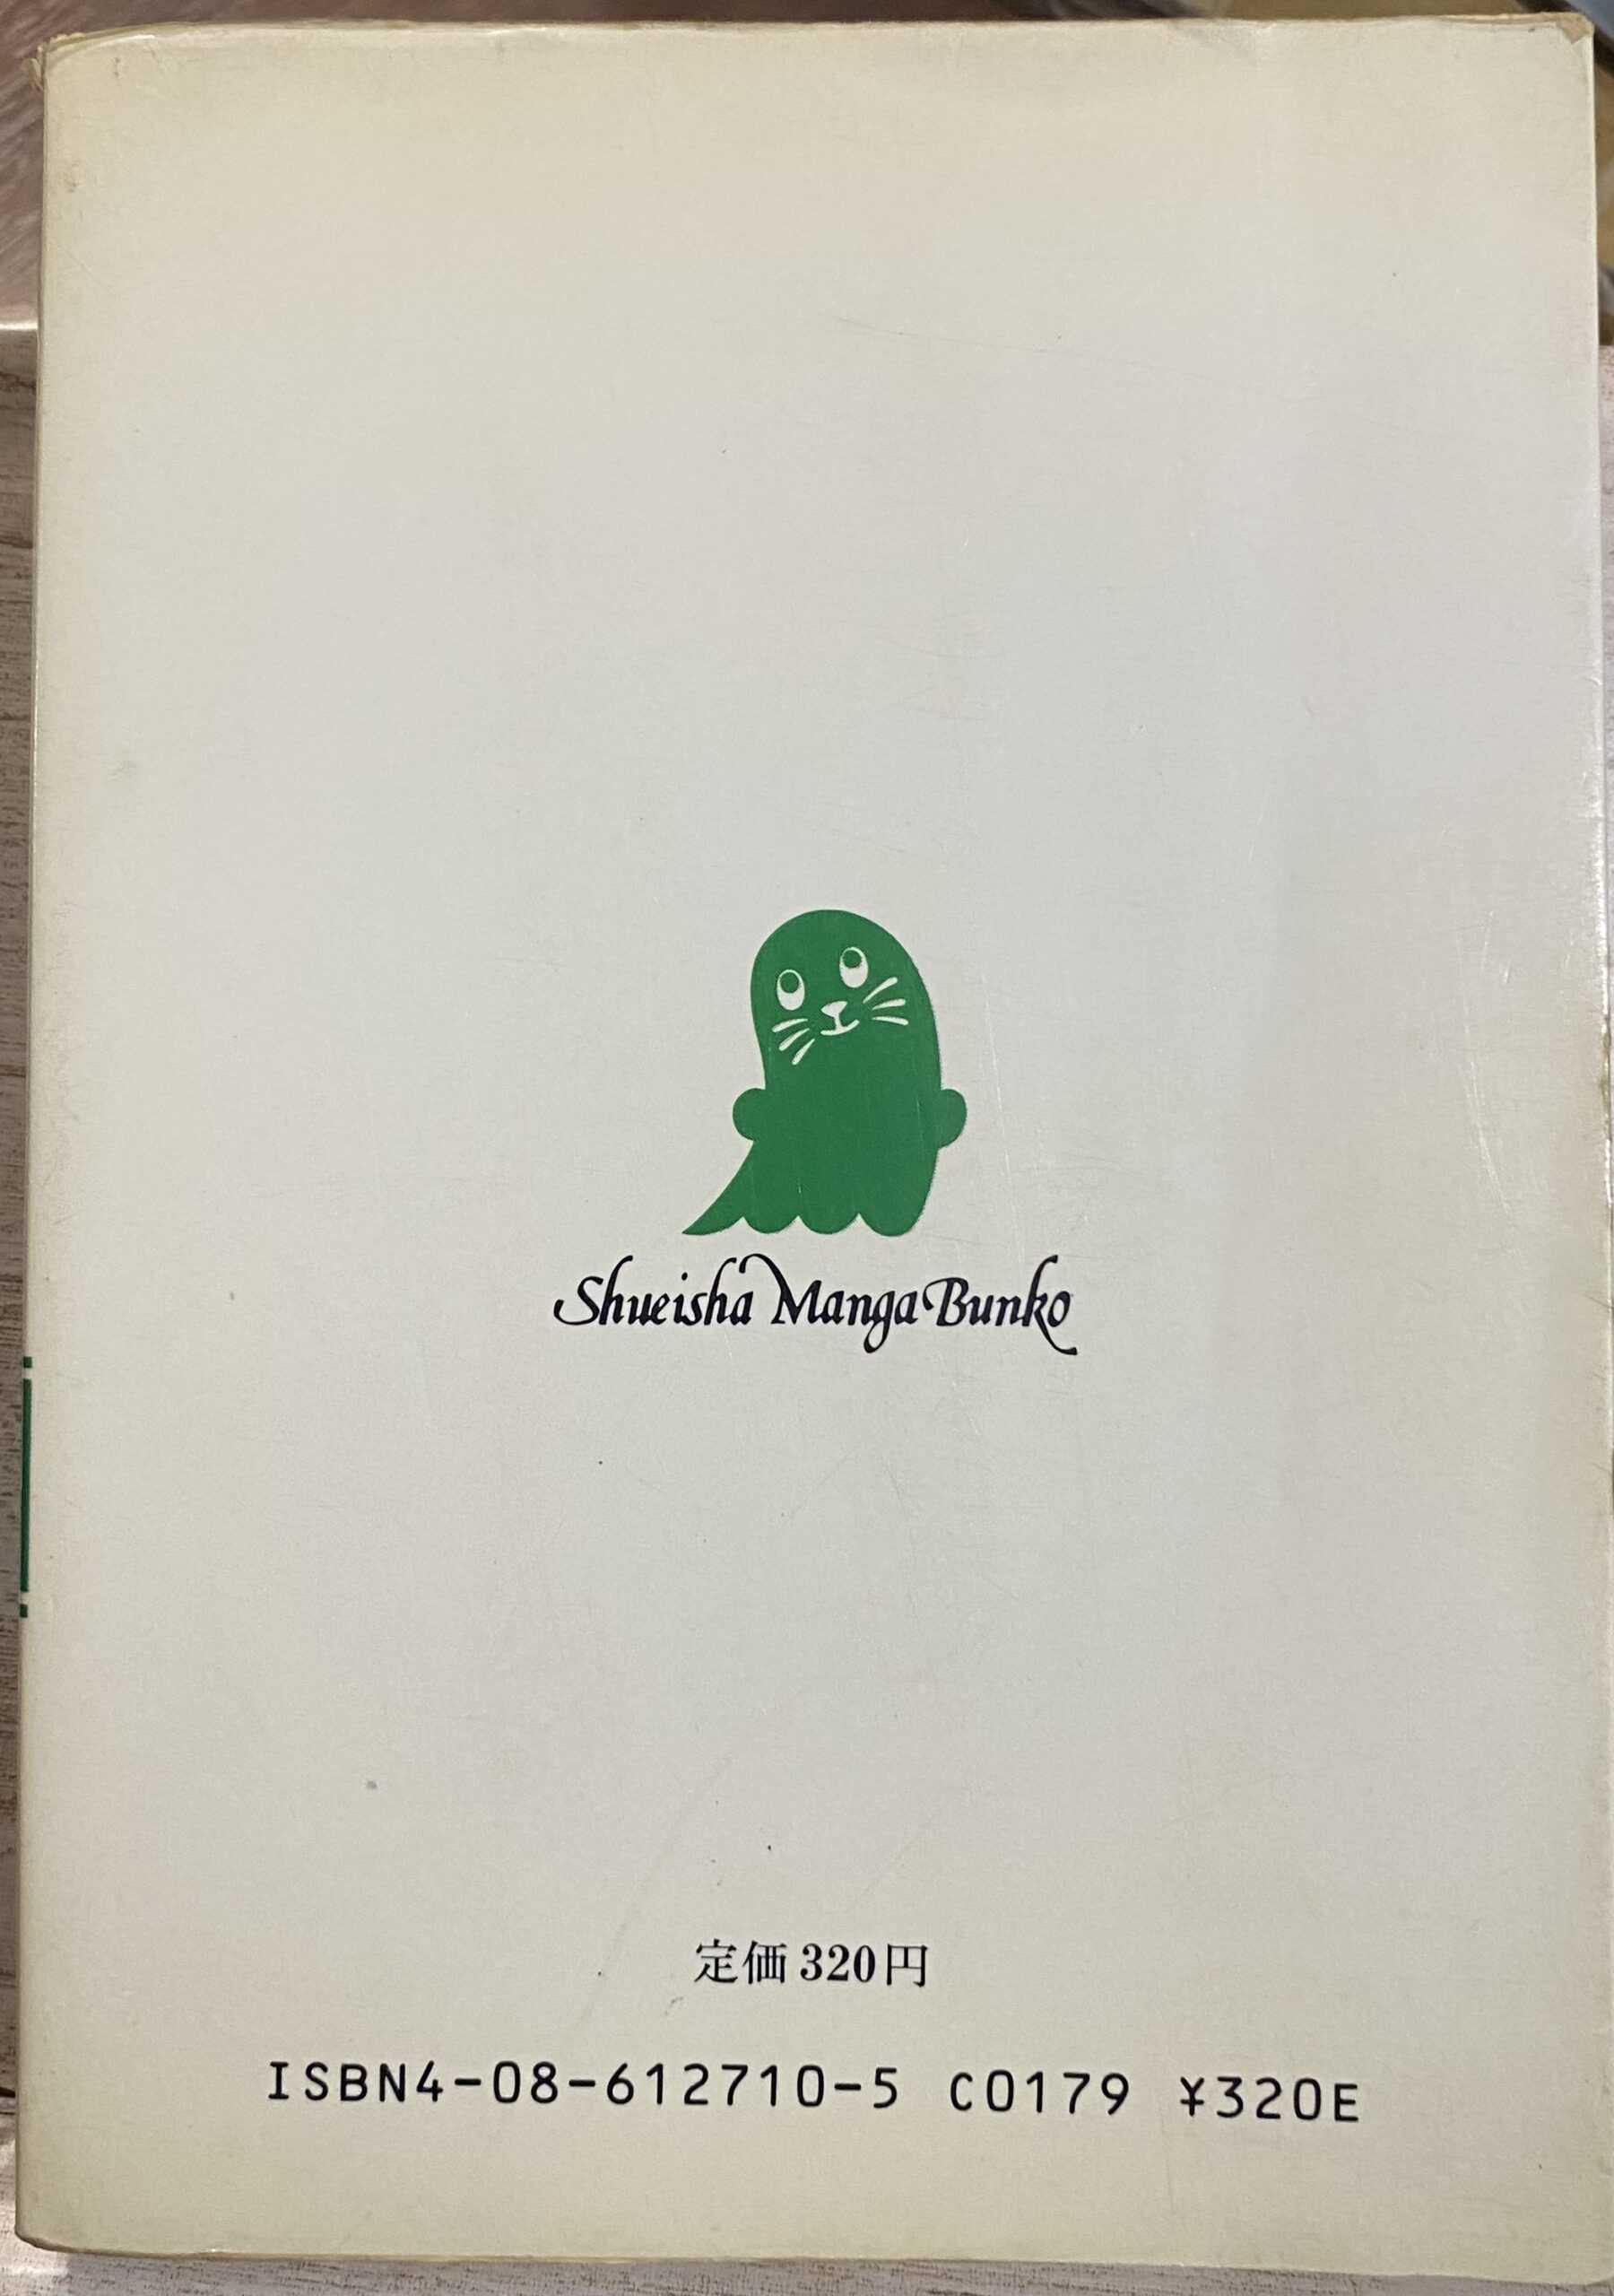 Shueisha Manga Bunko
定価320円
ISBN4-08-612710-5 C0179 ¥320E